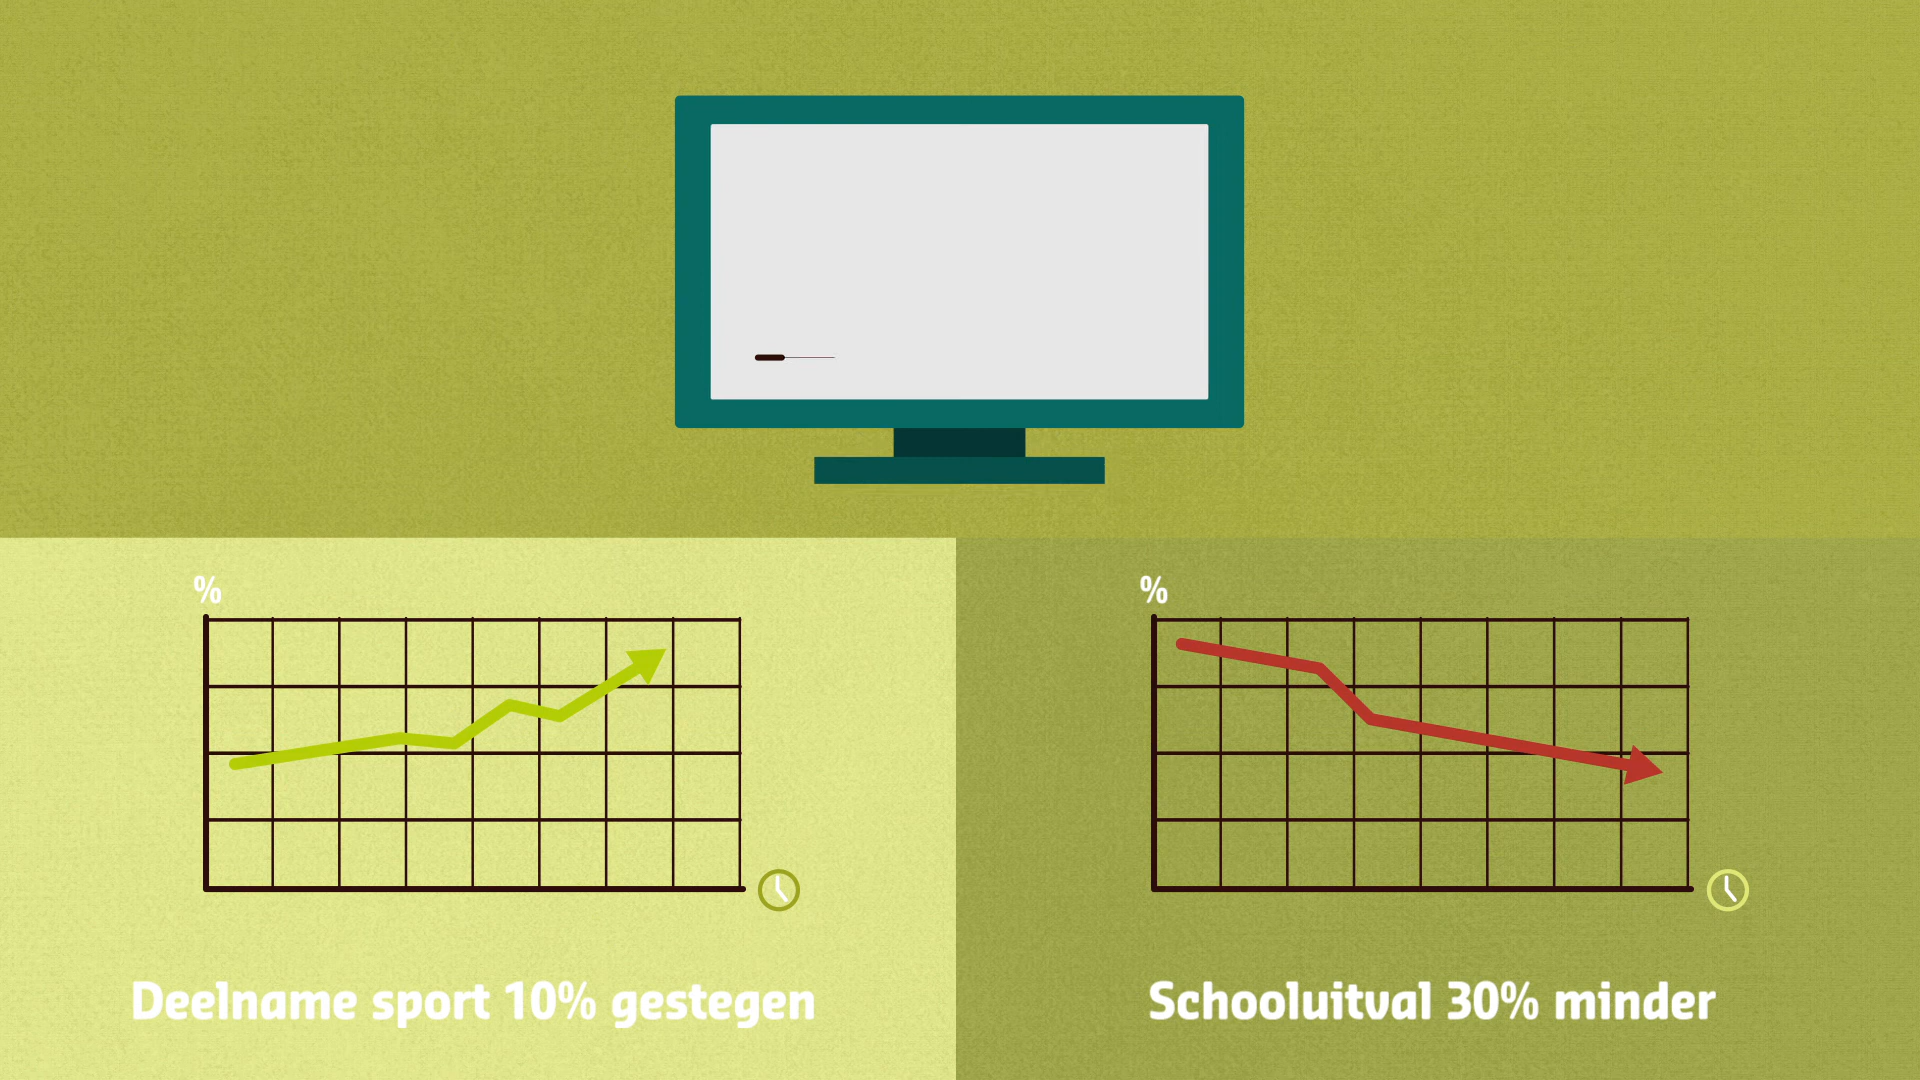 %
%
Deelname sport 10% gestegen
Schooluitval 30% minder